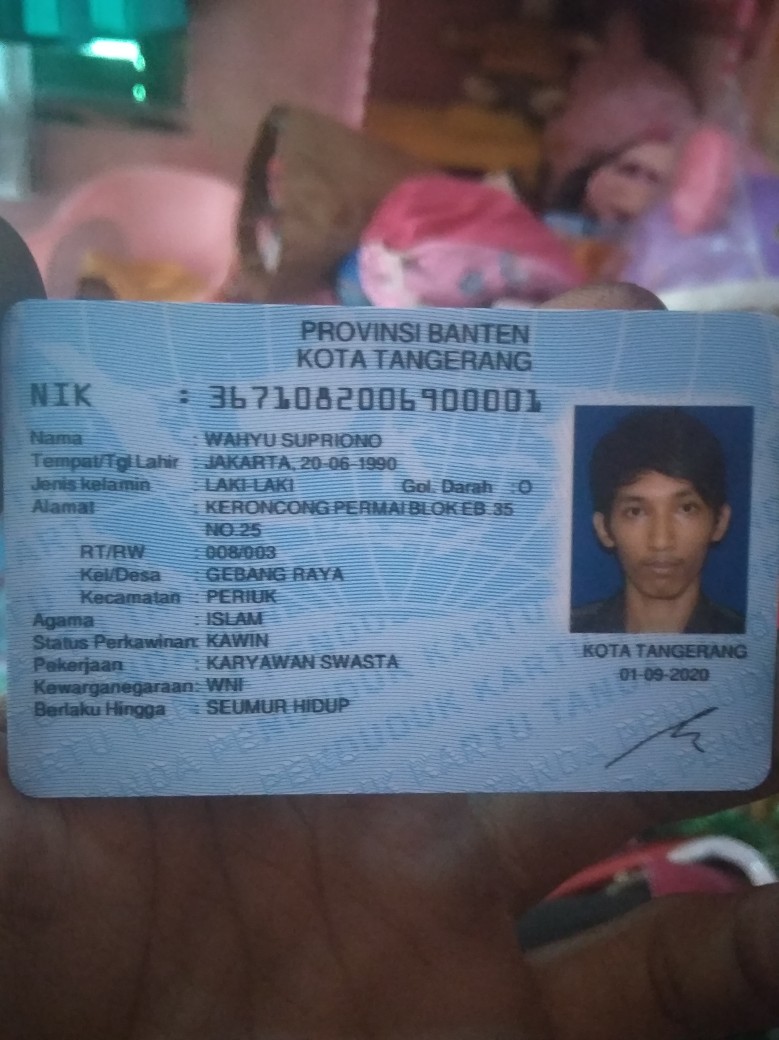 PROVINSI BANTEN
KOTA TANGERANG
NIK : 3671082006900001
Nama : WAHYU SUPRIONO
Tempat/Tgl Lahir : JAKARTA, 20-06-1990
Jenis kelamin : LAKI-LAKI Gol. Darah : O
Alamat : KERONCONG PERMAI BLOK EB 35
NO.25
RT/RW : 008/003
Kel/Desa : GEBANG RAYA
Kecamatan : PERIUK
Agama : ISLAM
Status Perkawinan: KAWIN
Pekerjaan : KARYAWAN SWASTA
Kewarganegaraan: WNI
Berlaku Hingga : SEUMUR HIDUP
KOTA TANGERANG
01-09-2020